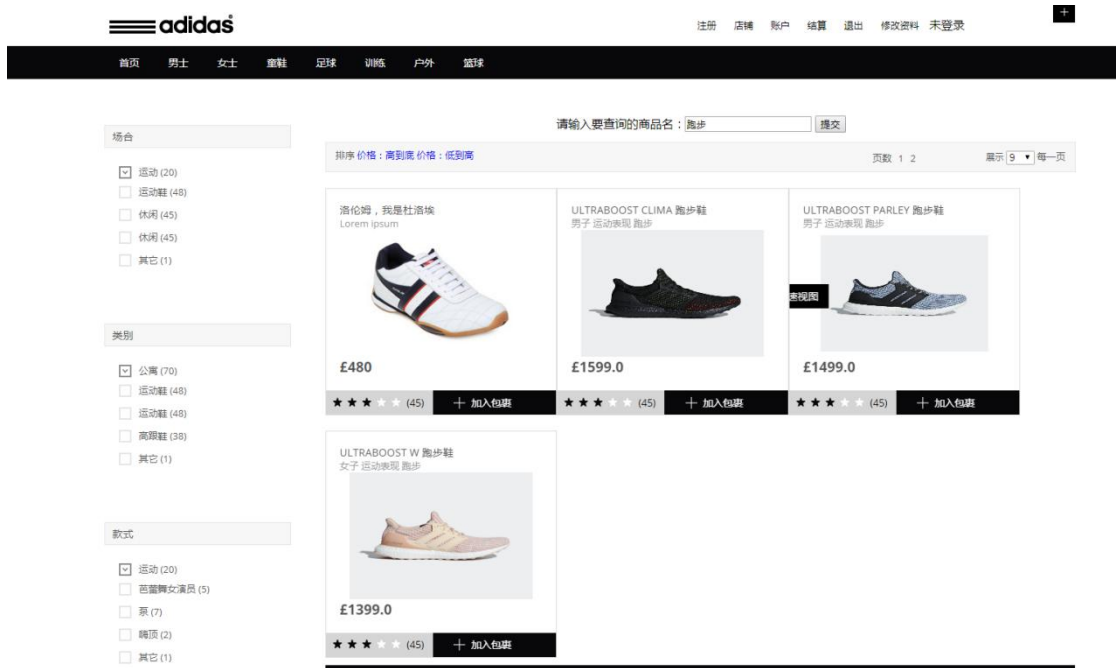 adidas
注册 店铺 账户 结算 退出 修改资料 未登录
首页 男士 女士 童鞋 足球 训练 户外 篮球
请输入要查询的商品名：跑步 提交
场合
运动 (20)
运动鞋 (48)
休闲 (45)
休闲 (45)
其它 (1)
类别
公寓 (70)
运动鞋 (48)
运动鞋 (48)
高跟鞋 (38)
其它 (1)
款式
运动 (20)
芭蕾舞女演员 (5)
泵 (7)
嗨顶 (2)
其它 (1)
排序 价格：高到底 价格：低到高
页数 1 2
展示 9 每一页
洛伦姆，我是杜洛埃
Lorem ipsum
£480
(45) 加入包裹
ULTRABOOST CLIMA 跑步鞋
男子 运动表现 跑步
£1599.0
(45) 加入包裹
ULTRABOOST PARLEY 跑步鞋
男子 运动表现 跑步
速视图
£1499.0
(45) 加入包裹
ULTRABOOST W 跑步鞋
女子 运动表现 跑步
£1399.0
(45) 加入包裹